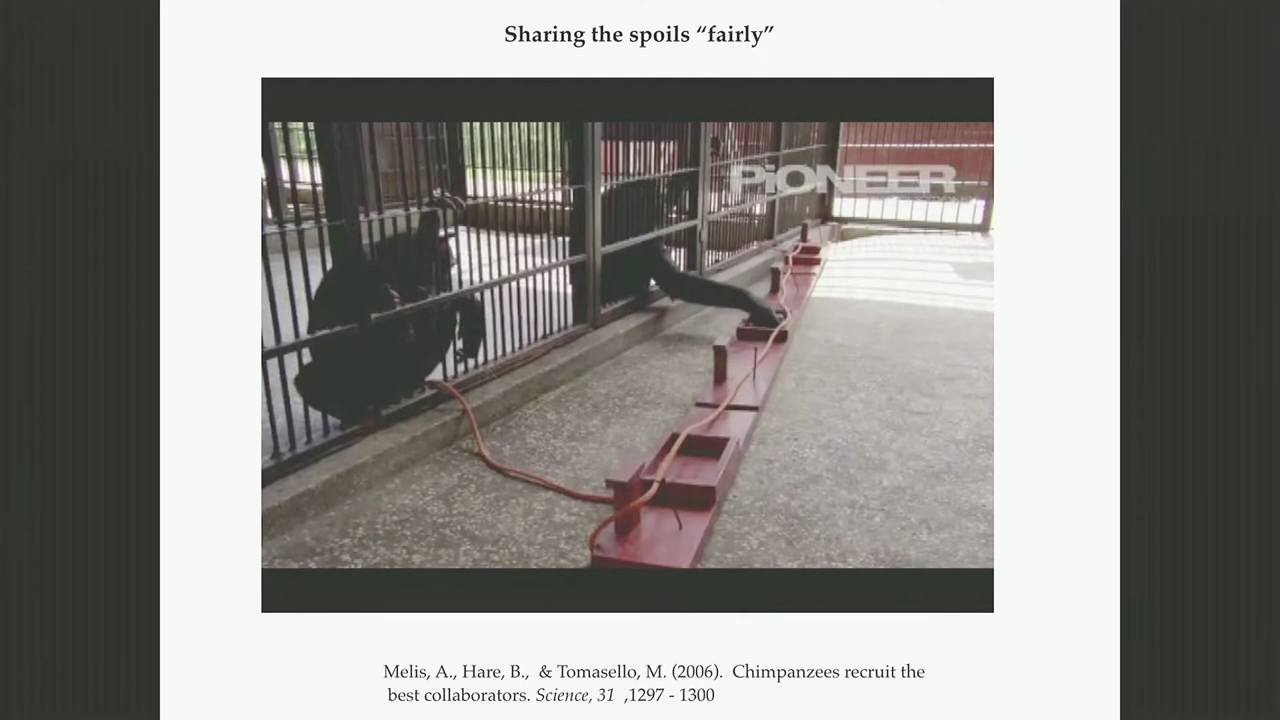 Sharing the spoils “fairly”
PiONEER
Melis, A., Hare, B., & Tomasello, M. (2006). Chimpanzees recruit the
best collaborators. Science, 31 ,1297 - 1300